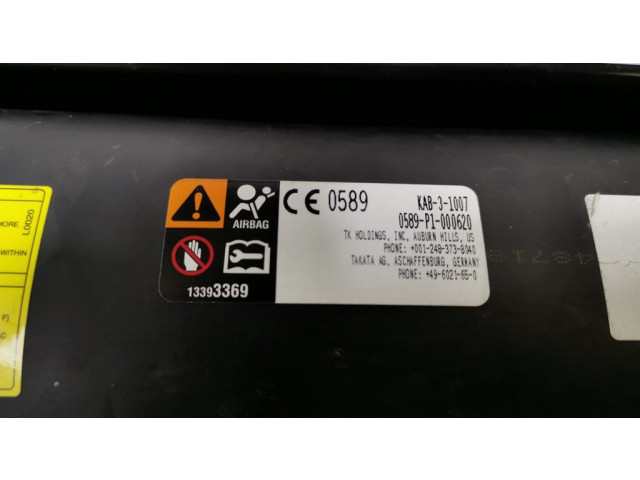 MORE
WITHIN
LD020
AIRBAG
13393369
CE 0589
KAB-3-1007
0589-P1-000620
TK HOLDINGS, INC, AUBURN HILLS, US
PHONE: +001-248-373-8040
TAKATA AG, ASCHAFFENBURG, GERMANY
PHONE: +49-6021-65-0